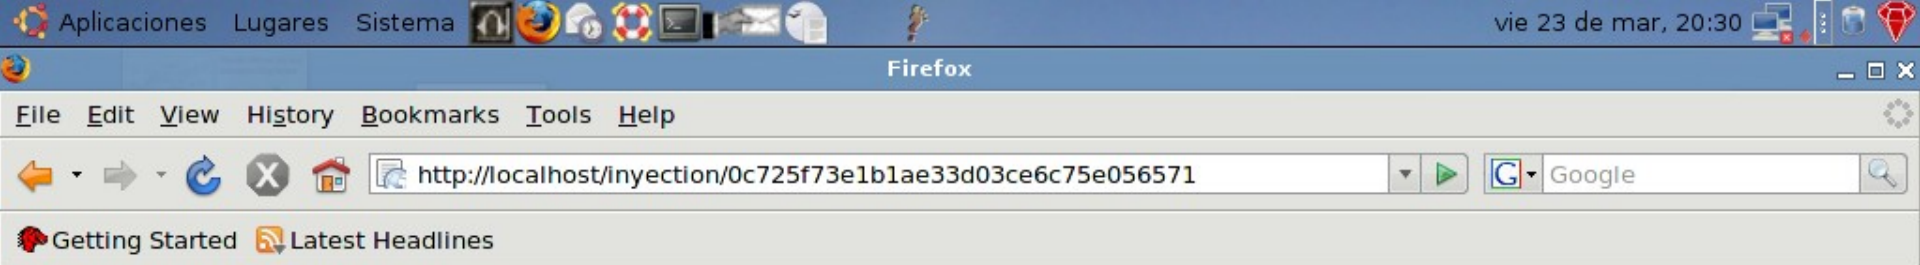 Aplicaciones Lugares Sistema vie 23 de mar, 20:30
Firefox
File Edit View History Bookmarks Tools Help
http://localhost/inyection/0c725f73e1b1ae33d03ce6c75e056571 G Google
Getting Started Latest Headlines